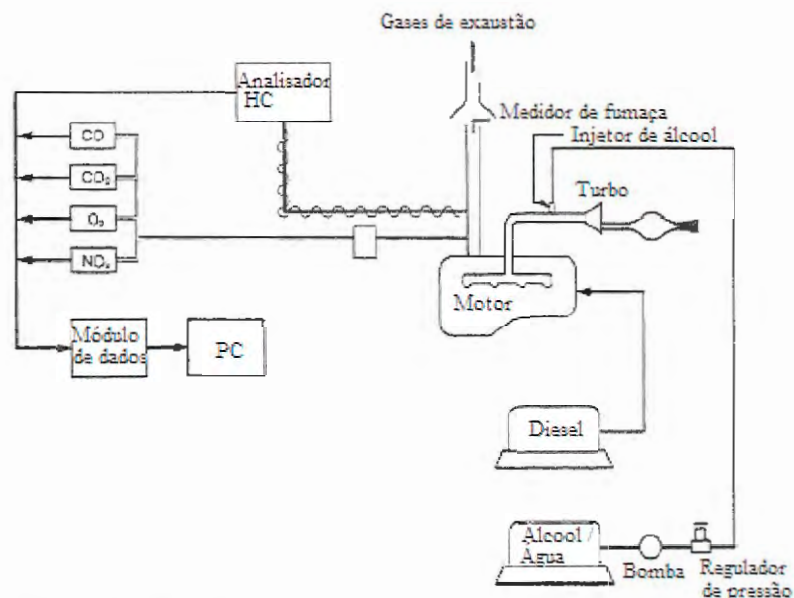 Gases de exaustão
Analisador
HC
Medidor de fumaça
Injetor de álcool
CO
Turbo
CO₂
O₂
NOₓ
Motor
Módulo
de dados
PC
Diesel
Álcool /
Água
Bomba
Regulador
de pressão